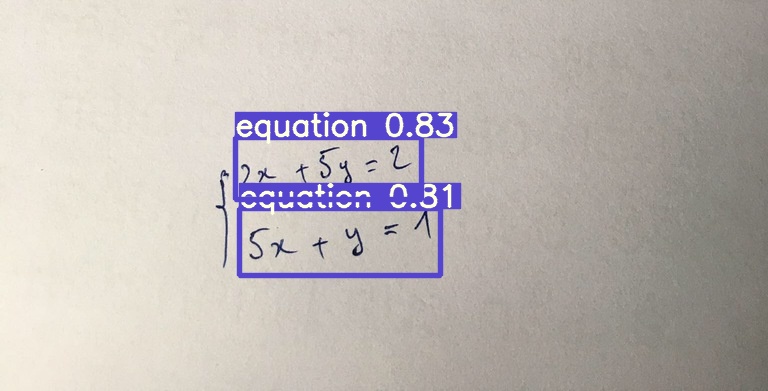 equation 0.83
2x + 5y = 2
equation 0.81
5x + y = 1